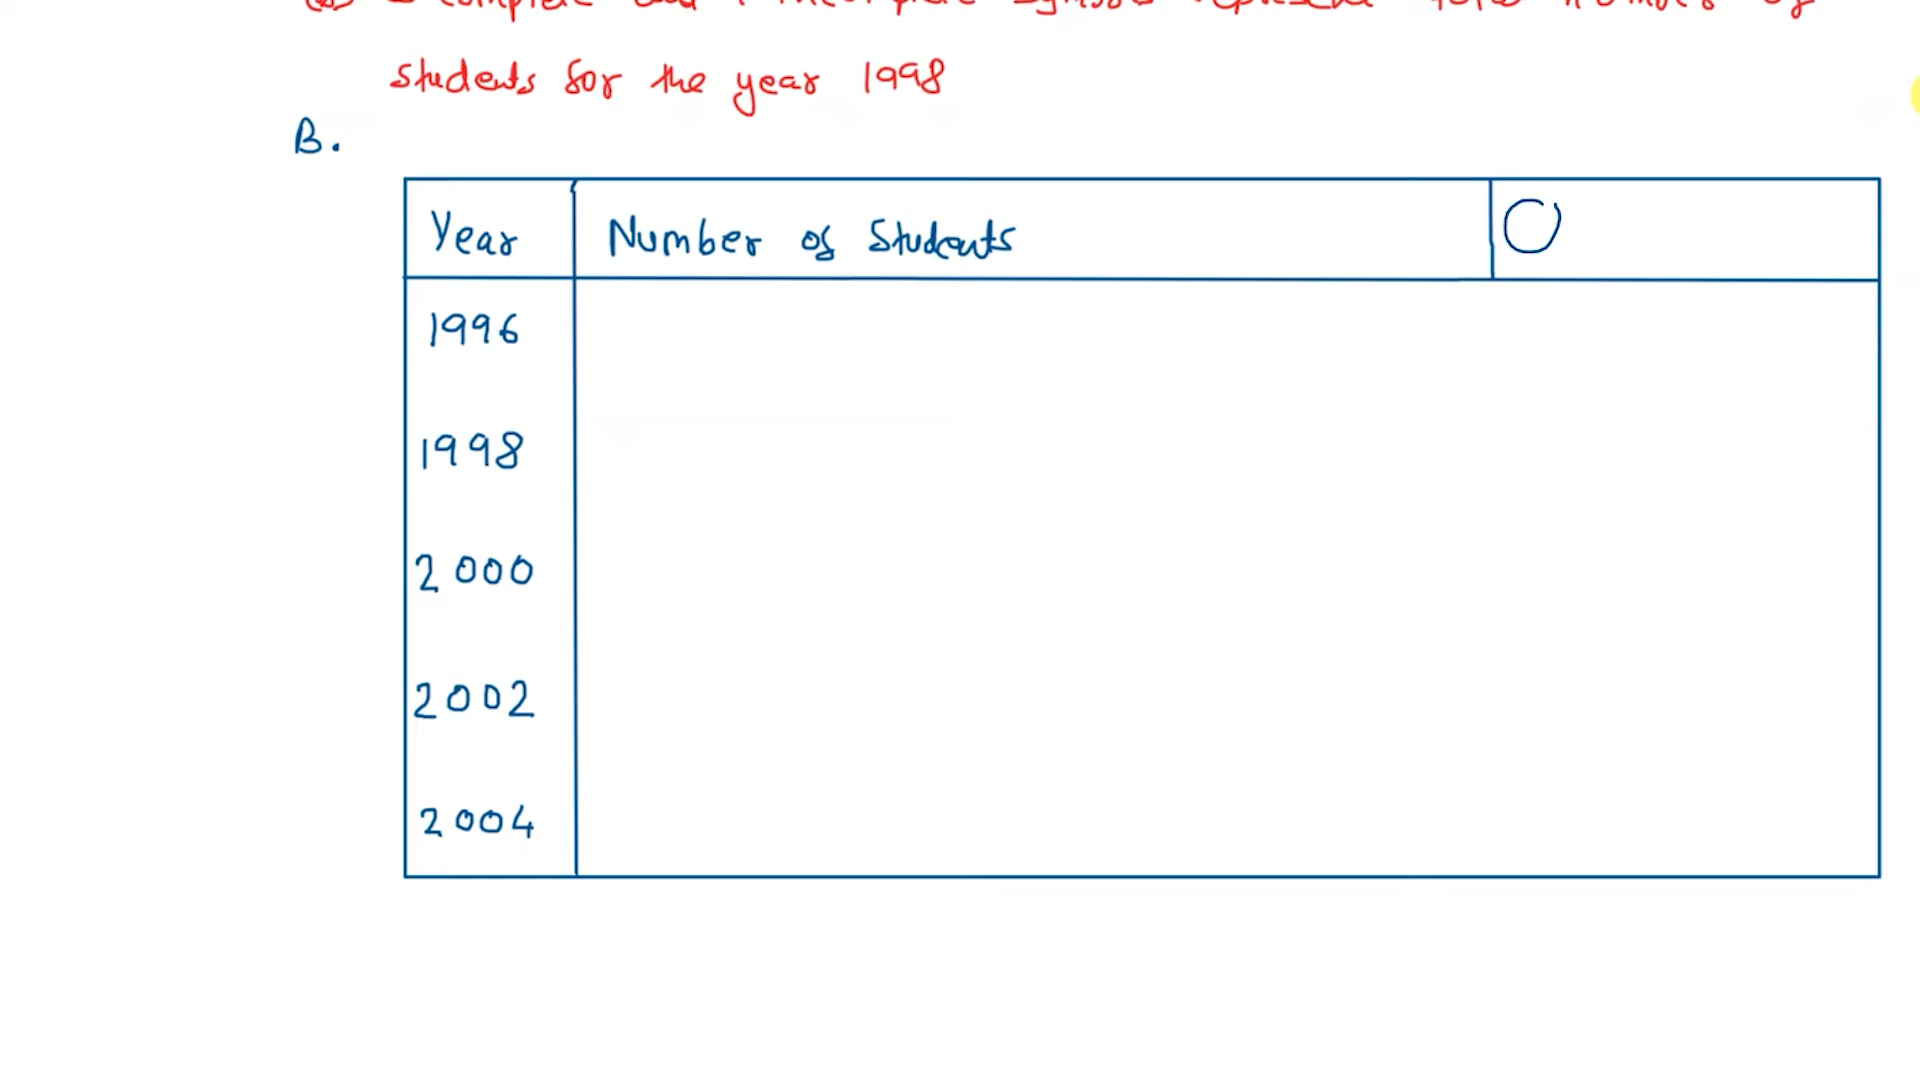 students for the year 1998
B.
Year Number of Students
1996
1998
2000
2002
2004